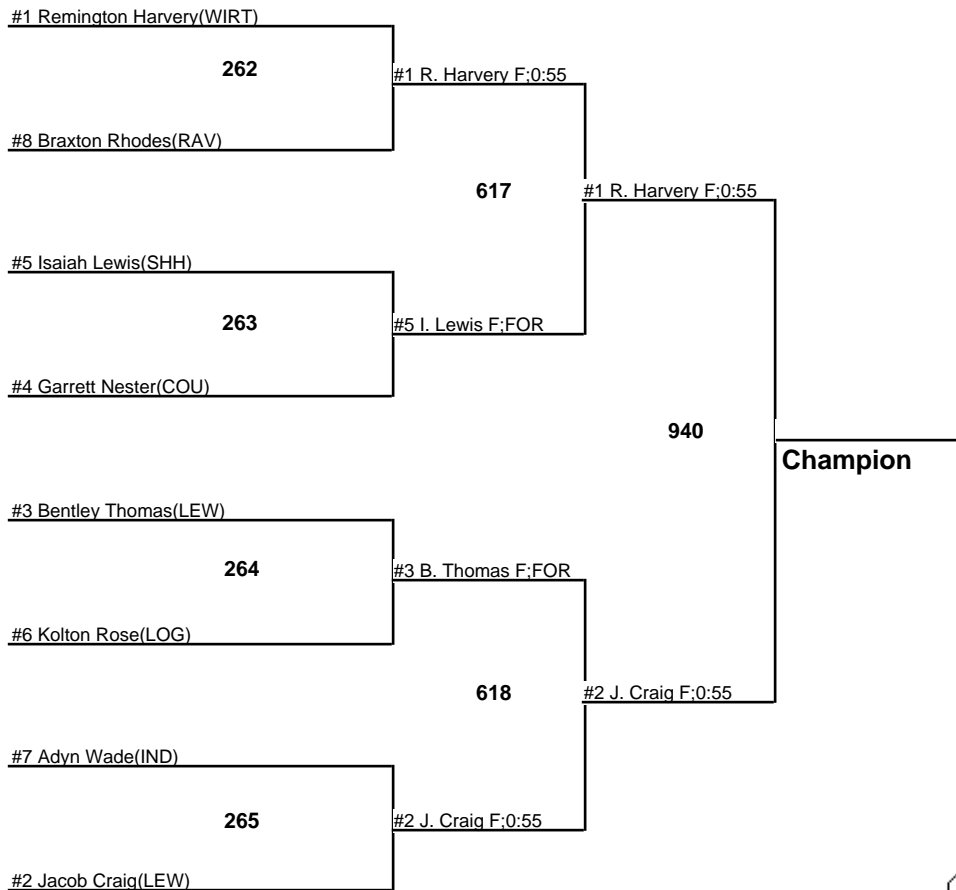 #1 Remington Harvery(WIRT)
262
#1 R. Harvery F;0:55
#8 Braxton Rhodes(RAV)
617
#1 R. Harvery F;0:55
#5 Isaiah Lewis(SHH)
263
#5 I. Lewis F;FOR
#4 Garrett Nester(COU)
940
Champion
#3 Bentley Thomas(LEW)
264
#3 B. Thomas F;FOR
#6 Kolton Rose(LOG)
618
#2 J. Craig F;0:55
#7 Adyn Wade(IND)
265
#2 J. Craig F;0:55
#2 Jacob Craig(LEW)